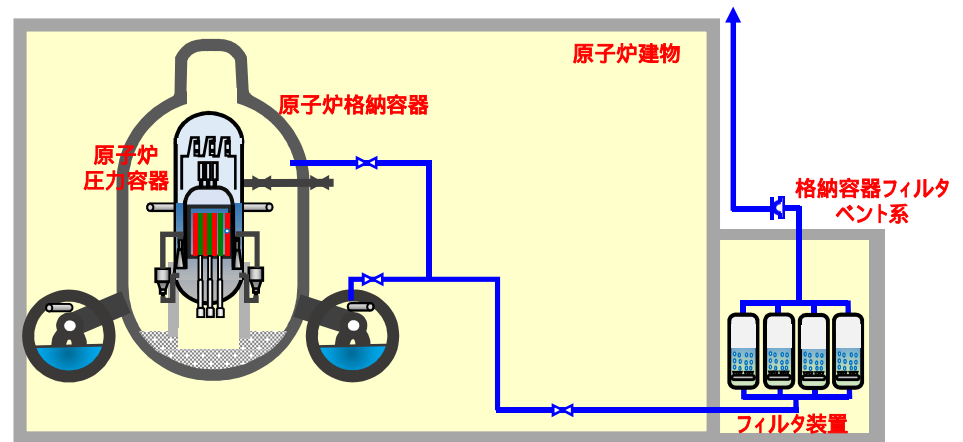 原子炉建物
原子炉格納容器
原子炉
圧力容器
格納容器フィルタ
ベント系
フィルタ装置